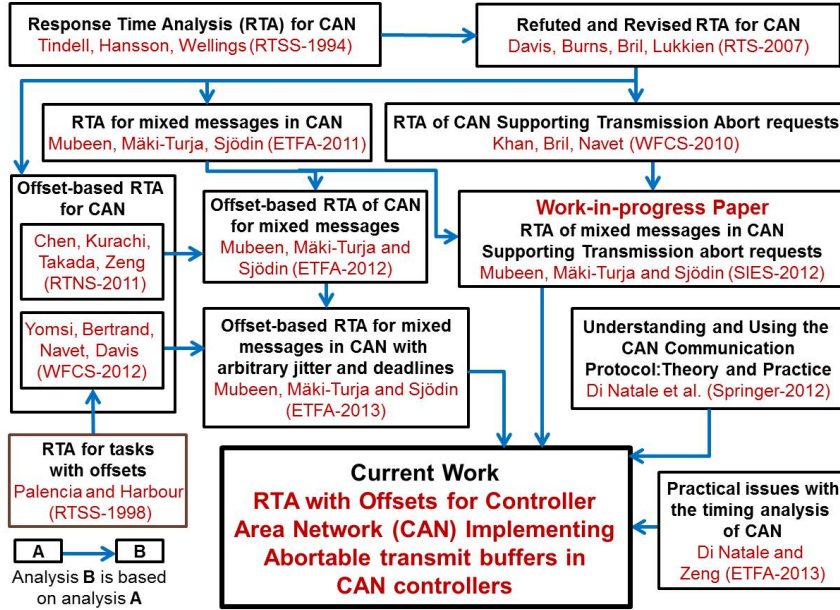 Response Time Analysis (RTA) for CAN
Tindell, Hansson, Wellings (RTSS-1994)
Refuted and Revised RTA for CAN
Davis, Burns, Bril, Lukkien (RTS-2007)
RTA for mixed messages in CAN
Mubeen, Mäki-Turja, Sjödin (ETFA-2011)
RTA of CAN Supporting Transmission Abort requests
Khan, Bril, Navet (WFCS-2010)
Offset-based RTA
for CAN
Chen, Kurachi,
Takada, Zeng
(RTNS-2011)
Yomsi, Bertrand,
Navet, Davis
(WFCS-2012)
Offset-based RTA of CAN
for mixed messages
Mubeen, Mäki-Turja and
Sjödin (ETFA-2012)
Work-in-progress Paper
RTA of mixed messages in CAN
Supporting Transmission abort requests
Mubeen, Mäki-Turja and Sjödin (SIES-2012)
Offset-based RTA for mixed
messages in CAN with
arbitrary jitter and deadlines
Mubeen, Mäki-Turja and Sjödin
(ETFA-2013)
Understanding and Using the
CAN Communication
Protocol:Theory and Practice
Di Natale et al. (Springer-2012)
RTA for tasks
with offsets
Palencia and Harbour
(RTSS-1998)
Current Work
RTA with Offsets for Controller
Area Network (CAN) Implementing
Abortable transmit buffers in
CAN controllers
Practical issues with
the timing analysis
of CAN
Di Natale and
Zeng (ETFA-2013)
A B
Analysis B is based
on analysis A